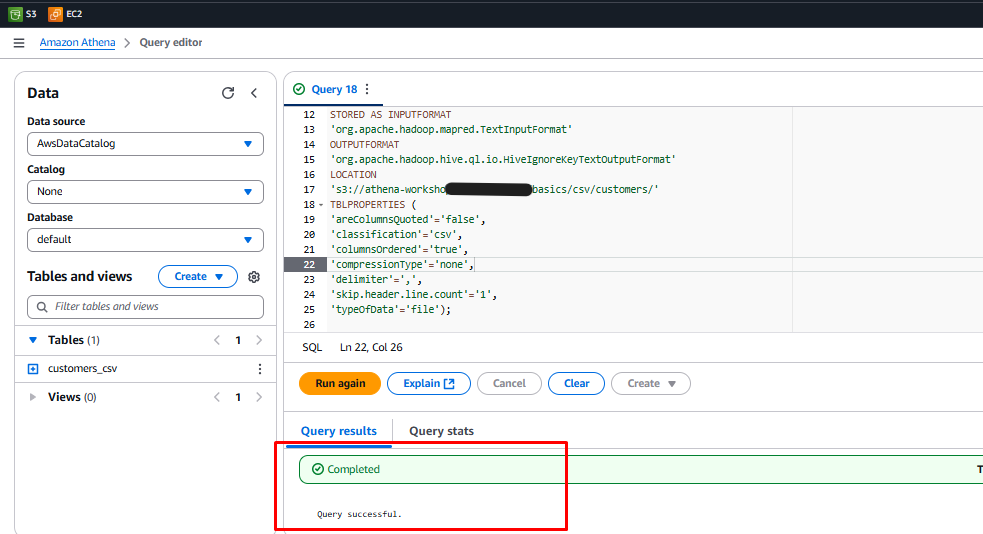 S3 EC2
Amazon Athena > Query editor
Data
Data source
AwsDataCatalog
Catalog
None
Database
default
Tables and views Create
Filter tables and views
Tables (1) < 1 >
customers_csv
Views (0) < 1 >
Query 18
12 STORED AS INPUTFORMAT
13 'org.apache.hadoop.mapred.TextInputFormat'
14 OUTPUTFORMAT
15 'org.apache.hadoop.hive.ql.io.HiveIgnoreKeyTextOutputFormat'
16 LOCATION
17 's3://athena-worksho basics/csv/customers/'
18 TBLPROPERTIES (
19 'areColumnsQuoted'='false',
20 'classification'='csv',
21 'columnsOrdered'='true',
22 'compressionType'='none',
23 'delimiter'=',',
24 'skip.header.line.count'='1',
25 'typeOfData'='file');
26
SQL Ln 22, Col 26
Run again Explain Cancel Clear Create
Query results Query stats
Completed T
Query successful.